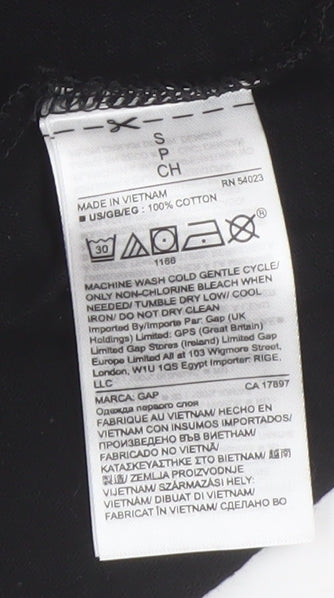 S
P
CH
RN 54023
MADE IN VIETNAM
■ US/GB/EG: 100% COTTON
30
®
1166
MACHINE WASH COLD GENTLE CYCLE/
ONLY NON-CHLORINE BLEACH WHEN
NEEDED/ TUMBLE DRY LOW/ COOL
IRON/ DO NOT DRY CLEAN
Imported By/Importe Par: Gap (UK
Holdings) Limited: GPS (Great Britain)
Limited Gap Stores (Ireland) Limited Gap
Europe Limited All at 103 Wigmore Street,
London, W1U 1QS Egypt Importer: RIGE,
LLC
MARCA: GAP CA 17897
Одежда первого слоя
FABRIQUE AU VIETNAM/ HECHO EN
VIETNAM CON INSUMOS IMPORTADOS/
ПРОИЗВЕДЕНО ВЪВ ВИЕТНАМ/
FABRICADO NO VIETNÃ/
ΚΑΤΑΣΚΕΥΑΣΤΗΚΕ ΣΤΟ ΒΙΕΤΝΑΜ/ 越南
製造/ ZEMLJA PROIZVODNJE
VIJETNAM/ SZÁRMAZÁSI HELY:
VIETNÁM/ DIBUAT DI VIETNAM/
FABRICAT ÎN VIETNAM/ СДЕЛАНО ВО